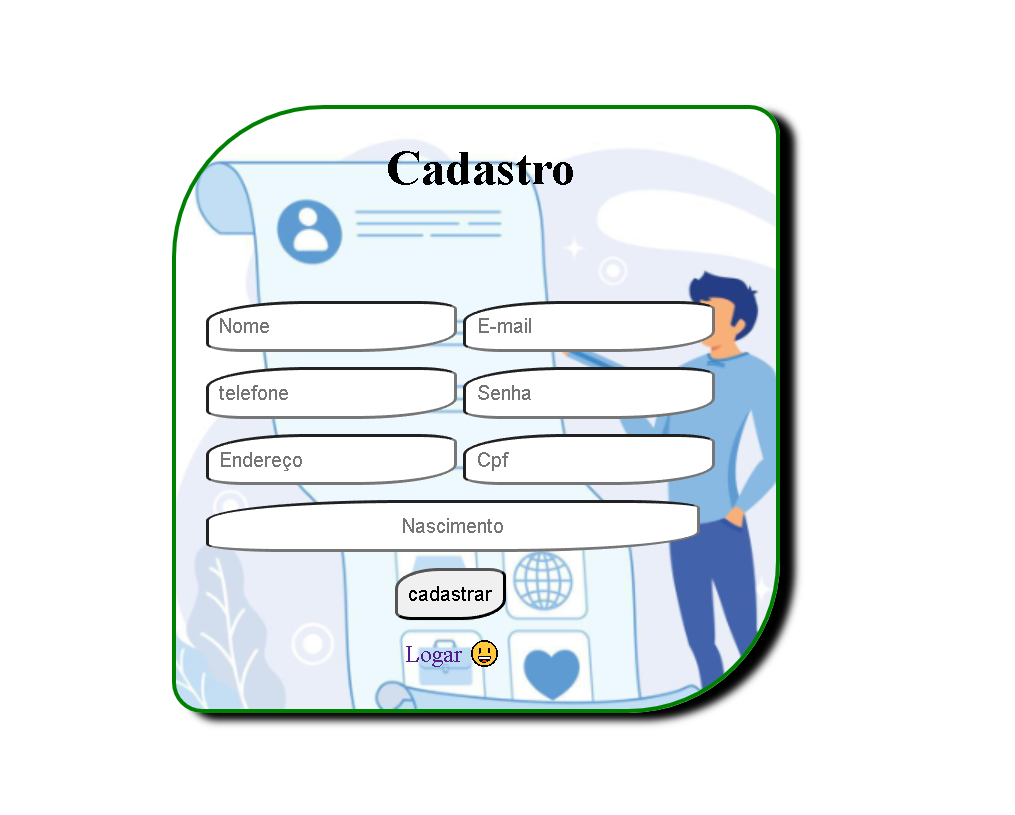 Cadastro
Nome E-mail
telefone Senha
Endereço Cpf
Nascimento
cadastrar
Logar 😃